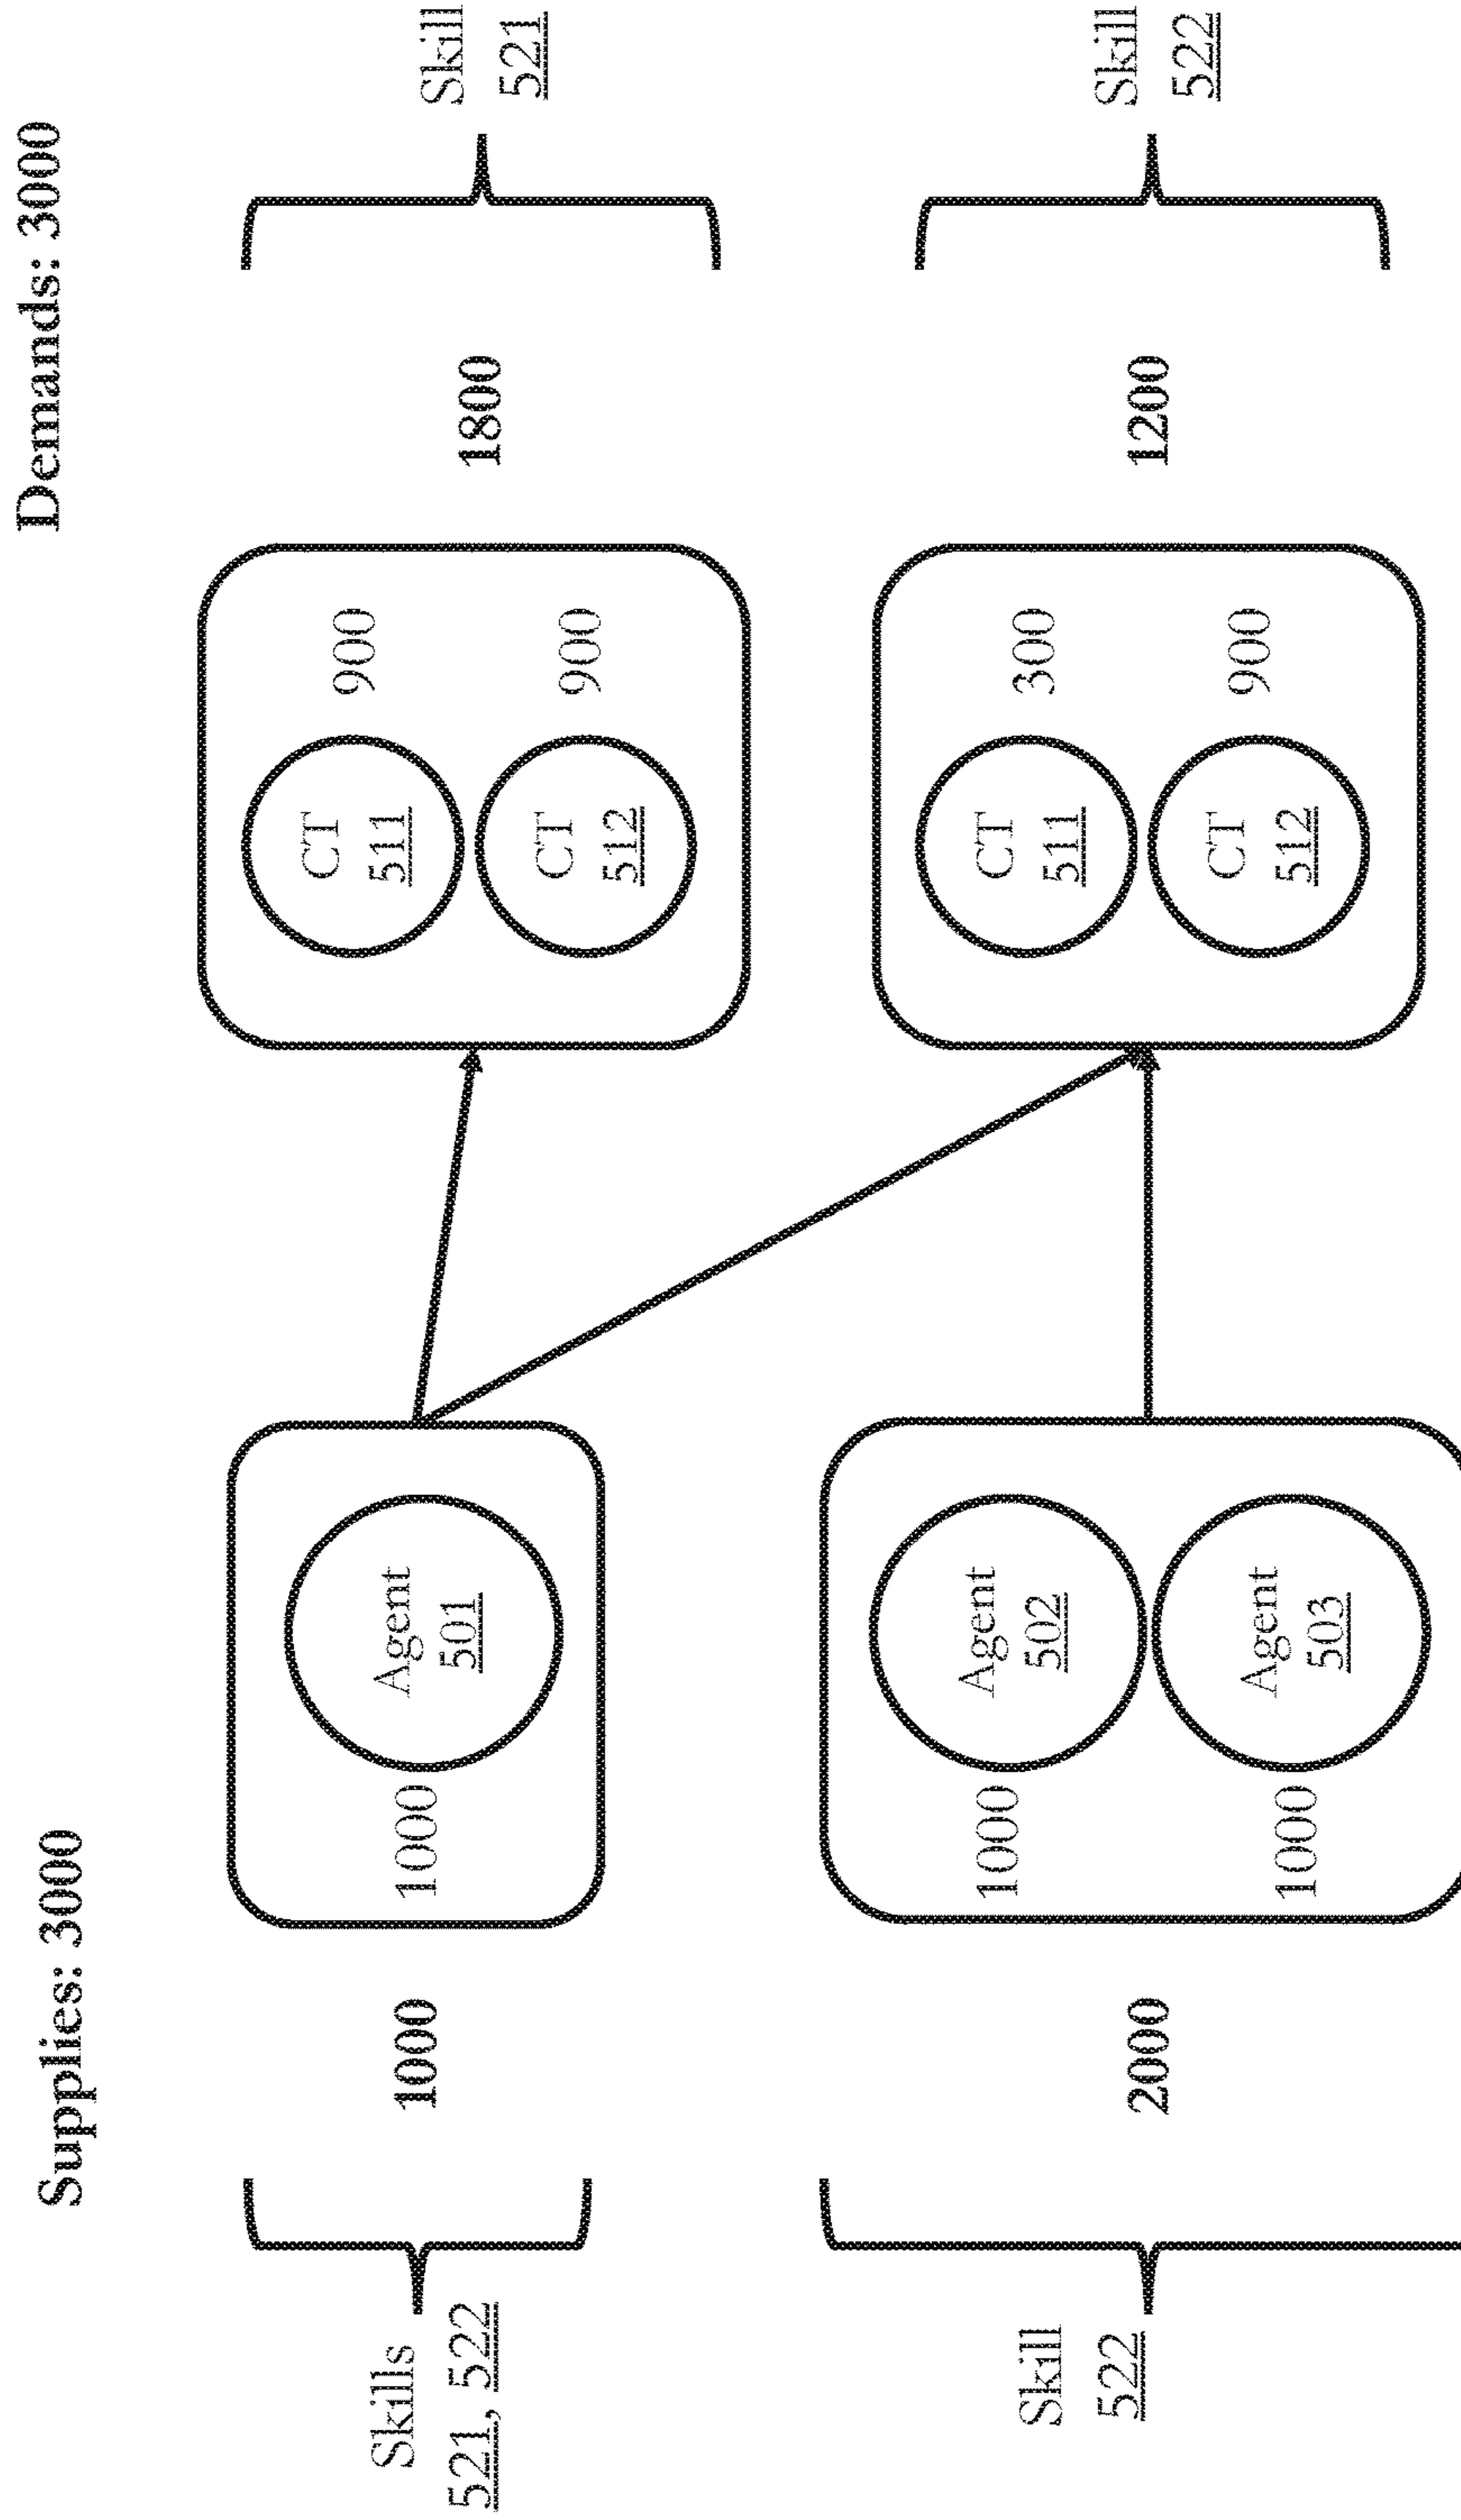 Supplies: 3000
Demands: 3000
Skills
521, 522
1000
1000
Agent
501
CT
511
900
CT
512
900
1800
Skill
521
Skill
522
2000
1000
Agent
502
1000
Agent
503
CT
511
300
CT
512
900
1200
Skill
522